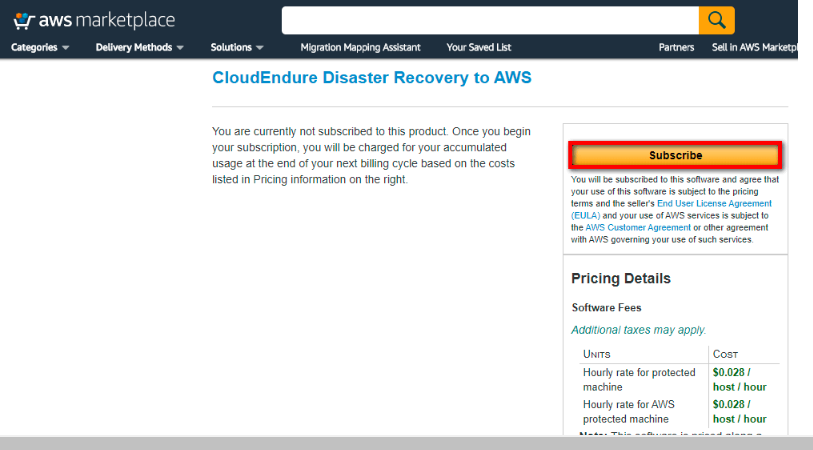 aws marketplace
Categories
Delivery Methods
Solutions
Migration Mapping Assistant
Your Saved List
Partners
Sell in AWS Marketpl
CloudEndure Disaster Recovery to AWS
You are currently not subscribed to this product. Once you begin
your subscription, you will be charged for your accumulated
usage at the end of your next billing cycle based on the costs
listed in Pricing information on the right.
Subscribe
You will be subscribed to this software and agree that
your use of this software is subject to the pricing
terms and the seller's End User License Agreement
(EULA) and your use of AWS services is subject to
the AWS Customer Agreement or other agreement
with AWS governing your use of such services.
Pricing Details
Software Fees
Additional taxes may apply.
Units Cost
Hourly rate for protected $0.028 /
machine host / hour
Hourly rate for AWS $0.028 /
protected machine host / hour
Note: This software is priced along a